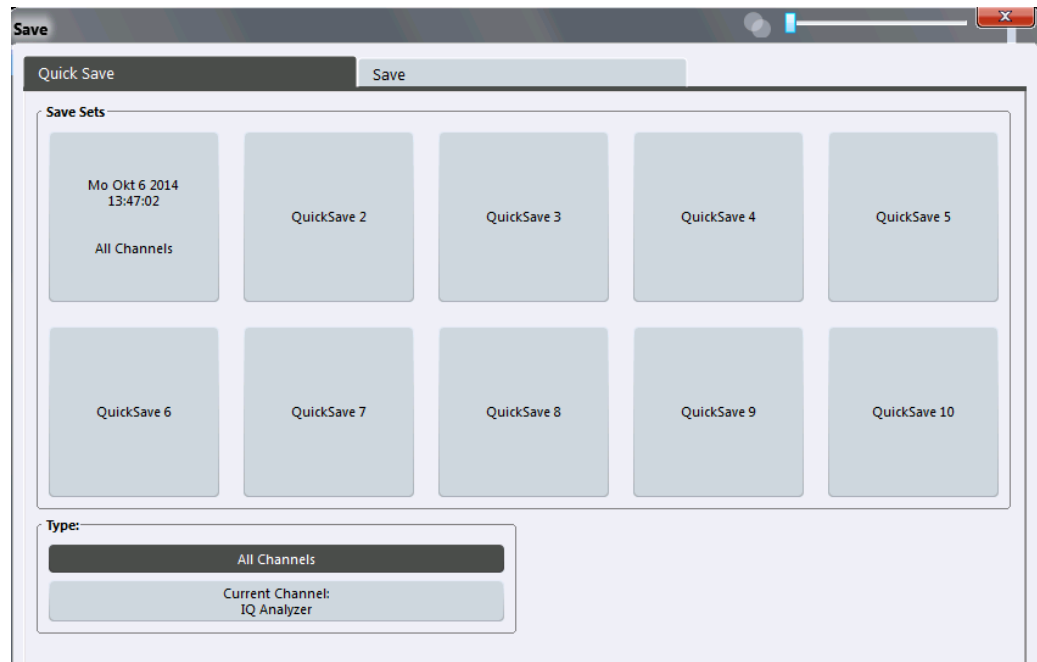 Save
Quick Save
Save
Save Sets
Mo Okt 6 2014
13:47:02
All Channels
QuickSave 2
QuickSave 3
QuickSave 4
QuickSave 5
QuickSave 6
QuickSave 7
QuickSave 8
QuickSave 9
QuickSave 10
Type:
All Channels
Current Channel:
IQ Analyzer